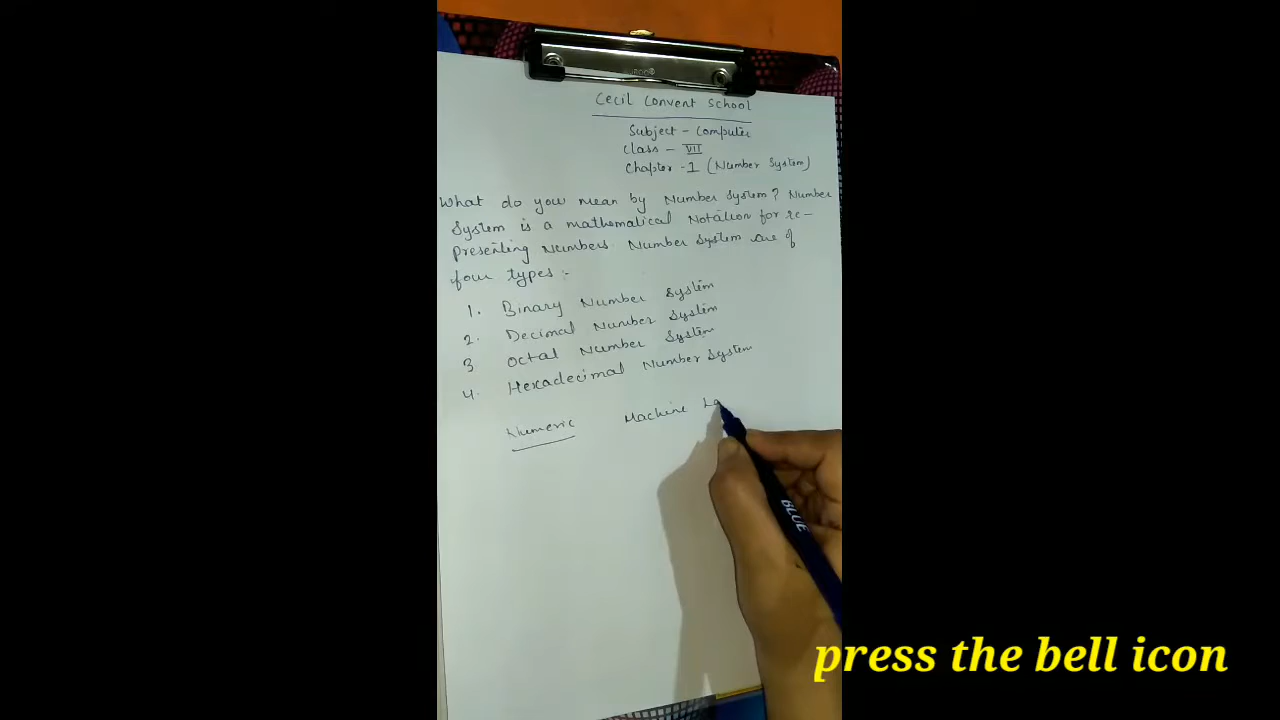 Cecil Convent School
Subject - Computer
Class - VII
Chapter - 1 (Number System)
What do you mean by Number System? Number
System is a mathematical Notation for re-
presenting Numbers. Number System are of
four types :-
1. Binary Number System
2. Decimal Number System
3 Octal Number System
4. Hexadecimal Number System
Numeric Machine La
BLUE
press the bell icon